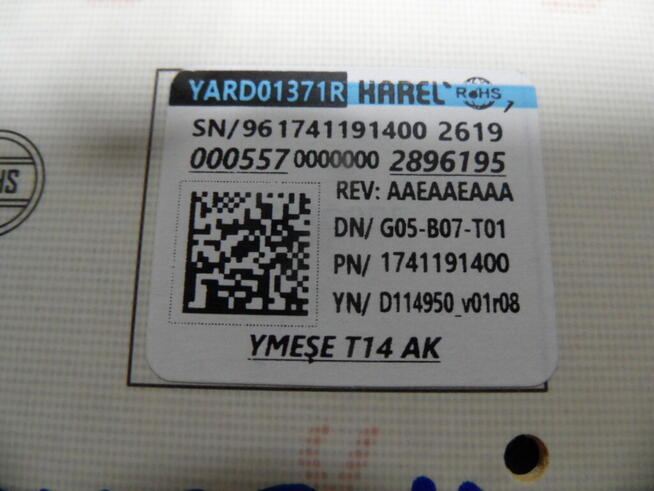 YARD01371R HAREL RoHS
SN/961741191400 2619
000557 0000000 2896195
REV: AAEAAEAAA
DN/ G05-B07-T01
PN/ 1741191400
YN/ D114950_v01r08
YMEŞE T14 AK